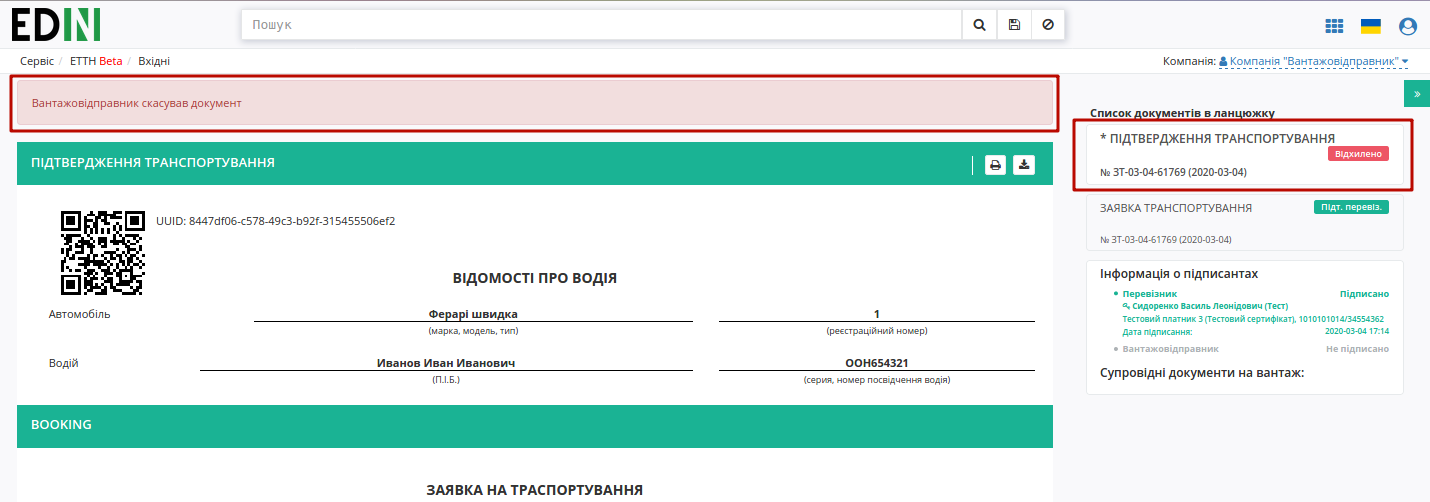 EDIN
Пошук
Сервіс / ЕТТН Beta / Вхідні
Компанія: Компанія "Вантажовідправник"
Вантажовідправник скасував документ
»
Список документів в ланцюжку
* ПІДТВЕРДЖЕННЯ ТРАНСПОРТУВАННЯ
Відхилено
№ ЗТ-03-04-61769 (2020-03-04)
ЗАЯВКА ТРАНСПОРТУВАННЯ
Підт. перевіз.
№ ЗТ-03-04-61769 (2020-03-04)
Інформація о підписантах
Перевізник Підписано
Сидоренко Василь Леонідович (Тест)
Тестовий платник 3 (Тестовий сертифікат), 1010101014/34554362
Дата підписання: 2020-03-04 17:14
Вантажовідправник Не підписано
Супровідні документи на вантаж:
ПІДТВЕРДЖЕННЯ ТРАНСПОРТУВАННЯ
UUID: 8447df06-c578-49c3-b92f-315455506ef2
ВІДОМОСТІ ПРО ВОДІЯ
Автомобіль Ферарі швидка 1
(марка, модель, тип) (реєстраційний номер)
Водій Иванов Иван Иванович ООН654321
(П.І.Б.) (серия, номер посвідчення водія)
BOOKING
ЗАЯВКА НА ТРАСПОРТУВАННЯ